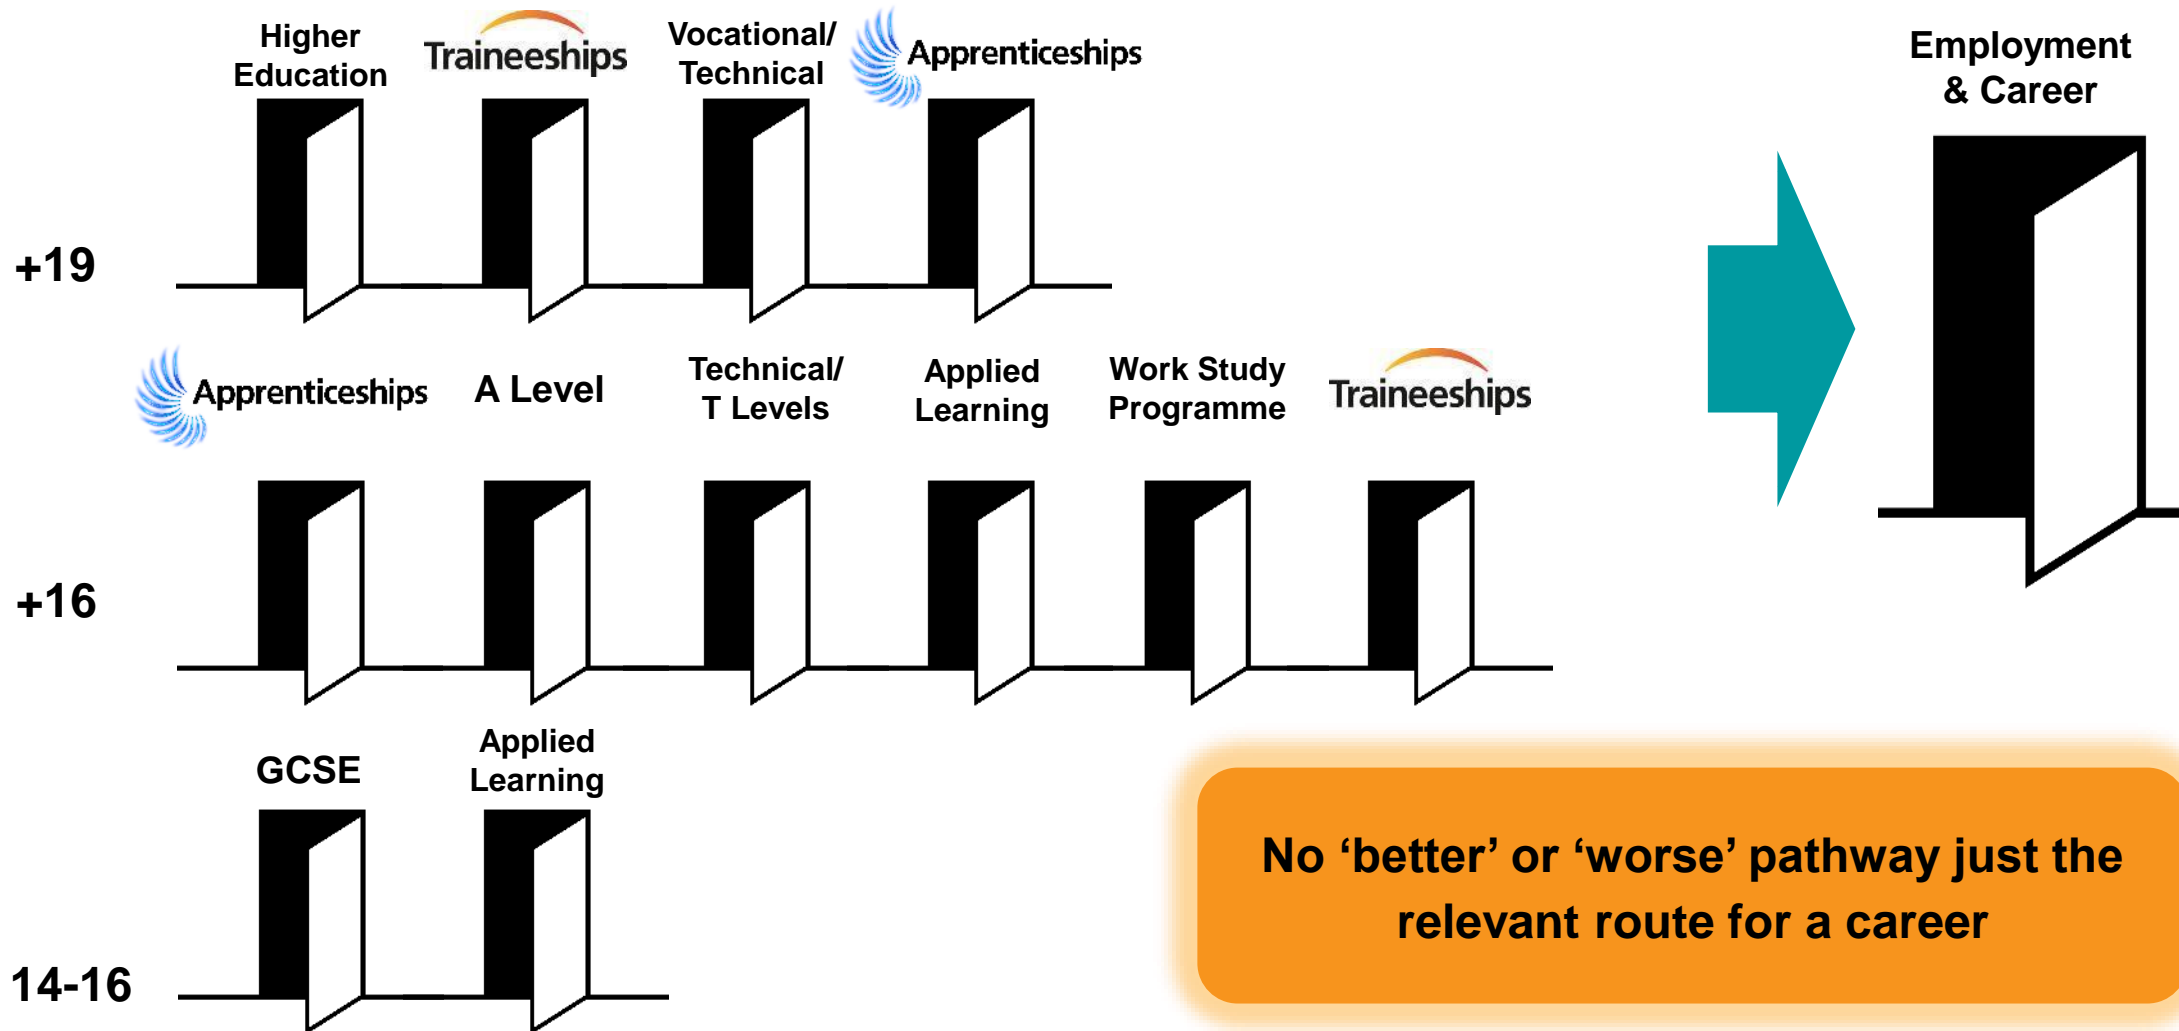 Higher
Education
Traineeships
Vocational/
Technical
Apprenticeships
Employment
& Career
+19
Apprenticeships
A Level
Technical/
T Levels
Applied
Learning
Work Study
Programme
Traineeships
+16
GCSE
Applied
Learning
No ‘better’ or ‘worse’ pathway just the
relevant route for a career
14-16